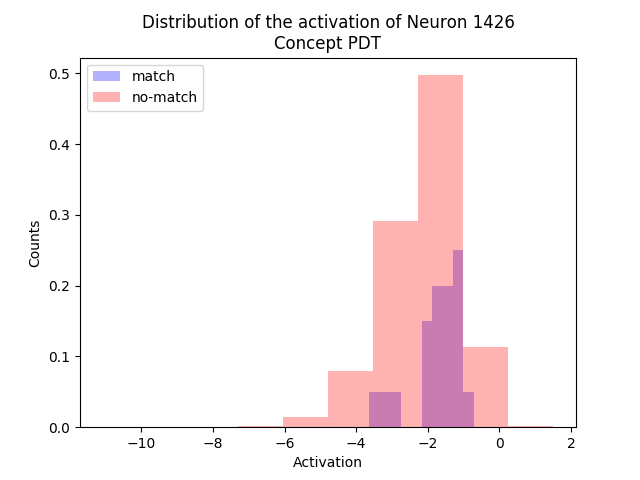 Distribution of the activation of Neuron 1426
Concept PDT
match
no-match
0.5
0.4
0.3
0.2
0.1
0.0
Counts
−10
−8
−6
−4
−2
0
2
Activation